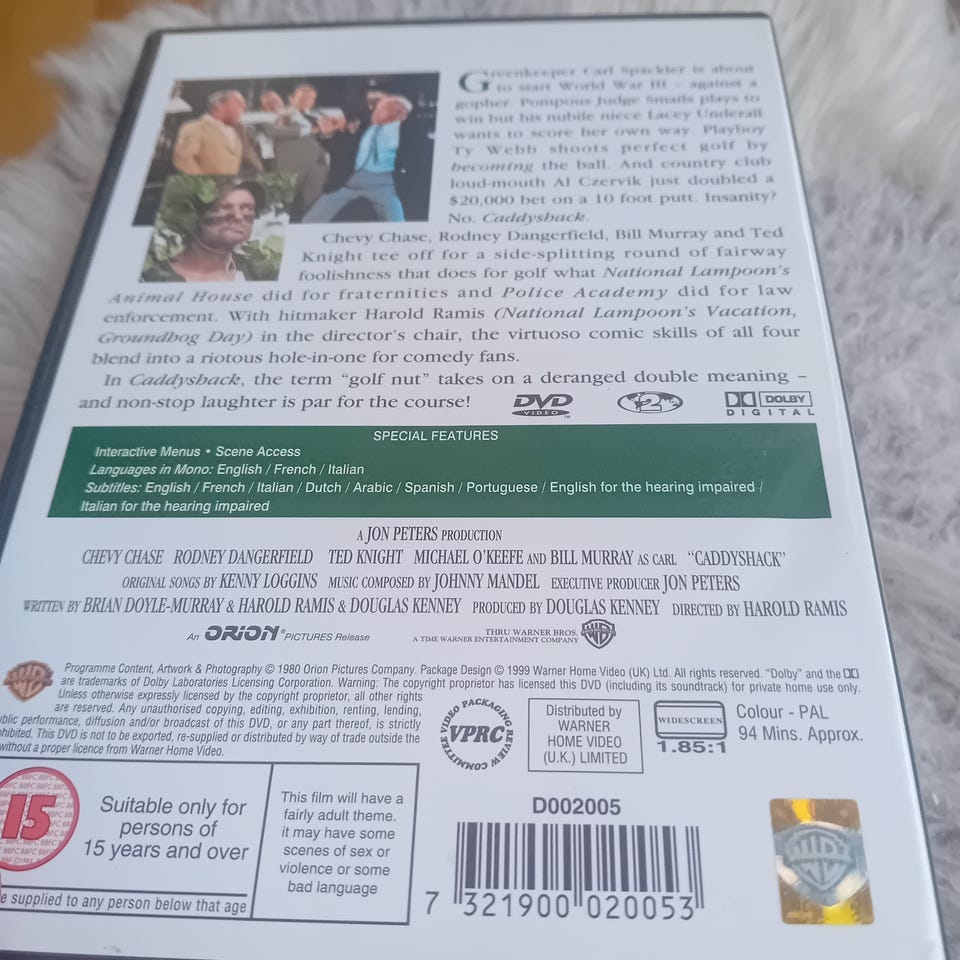 Greenkeeper Carl Spackler is about
to start World War III – against a
gopher. Pompous Judge Smails plays to
win but his nubile niece Lacey Underall
wants to score her own way. Playboy
Ty Webb shoots perfect golf by
becoming the ball. And country club
loud-mouth Al Czervik just doubled a
$20,000 bet on a 10 foot putt. Insanity?
No. Caddyshack.
Chevy Chase, Rodney Dangerfield, Bill Murray and Ted
Knight tee off for a side-splitting round of fairway
foolishness that does for golf what National Lampoon's
Animal House did for fraternities and Police Academy did for law
enforcement. With hitmaker Harold Ramis (National Lampoon's Vacation,
Groundhog Day) in the director's chair, the virtuoso comic skills of all four
blend into a riotous hole-in-one for comedy fans.
In Caddyshack, the term “golf nut” takes on a deranged double meaning –
and non-stop laughter is par for the course!
DVD VIDEO ™
2
DOLBY DIGITAL
SPECIAL FEATURES
Interactive Menus • Scene Access
Languages in Mono: English / French / Italian
Subtitles: English / French / Italian / Dutch / Arabic / Spanish / Portuguese / English for the hearing impaired /
Italian for the hearing impaired
A JON PETERS PRODUCTION
CHEVY CHASE RODNEY DANGERFIELD TED KNIGHT MICHAEL O'KEEFE AND BILL MURRAY AS CARL “CADDYSHACK”
ORIGINAL SONGS BY KENNY LOGGINS MUSIC COMPOSED BY JOHNNY MANDEL EXECUTIVE PRODUCER JON PETERS
WRITTEN BY BRIAN DOYLE-MURRAY & HAROLD RAMIS & DOUGLAS KENNEY PRODUCED BY DOUGLAS KENNEY DIRECTED BY HAROLD RAMIS
An ORION® PICTURES Release
THRU WARNER BROS.
A TIME WARNER ENTERTAINMENT COMPANY
Programme Content, Artwork & Photography © 1980 Orion Pictures Company. Package Design © 1999 Warner Home Video (UK) Ltd. All rights reserved. “Dolby” and the
are trademarks of Dolby Laboratories Licensing Corporation. Warning: The copyright proprietor has licensed this DVD (including its soundtrack) for private home use only.
Unless otherwise expressly licensed by the copyright proprietor, all other rights
are reserved. Any unauthorised copying, editing, exhibition, renting, lending,
ublic performance, diffusion and/or broadcast of this DVD, or any part thereof, is strictly
hibited. This DVD is not to be exported, re-supplied or distributed by way of trade outside the
without a proper licence from Warner Home Video.
VIDEO PACKAGING REVIEW COMMITTEE
VPRC
Distributed by
WARNER
HOME VIDEO
(U.K.) LIMITED
WIDESCREEN
1.85:1
Colour - PAL
94 Mins. Approx.
15
Suitable only for
persons of
15 years and over
e supplied to any person below that age
This film will have a
fairly adult theme.
it may have some
scenes of sex or
violence or some
bad language
D002005
7 321900 020053